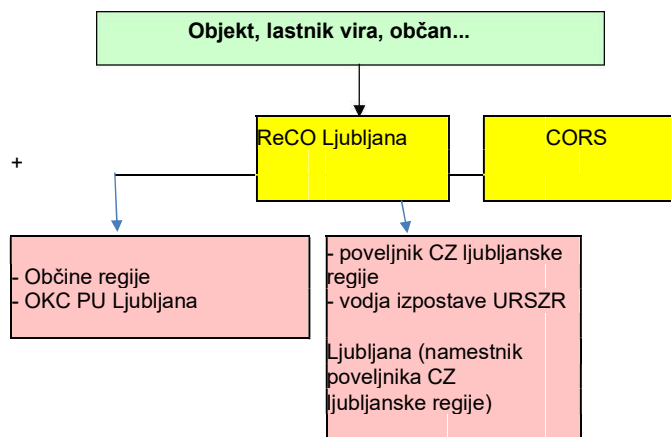 Objekt, lastnik vira, občan...
ReCO Ljubljana
CORS
+
- Občine regije
- OKC PU Ljubljana
- poveljnik CZ ljubljanske
regije
- vodja izpostave URSZR
Ljubljana (namestnik
poveljnika CZ
ljubljanske regije)